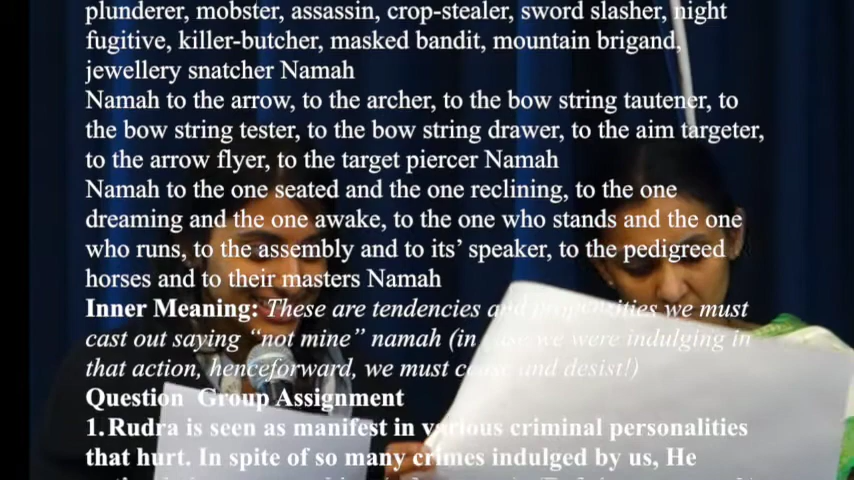 plunderer, mobster, assassin, crop-stealer, sword slasher, night
fugitive, killer-butcher, masked bandit, mountain brigand,
jewellery snatcher Namah
Namah to the arrow, to the archer, to the bow string tautener, to
the bow string tester, to the bow string drawer, to the aim targeter,
to the arrow flyer, to the target piercer Namah
Namah to the one seated and the one reclining, to the one
dreaming and the one awake, to the one who stands and the one
who runs, to the assembly and to its’ speaker, to the pedigreed
horses and to their masters Namah
Inner Meaning: These are tendencies and propensities we must
cast out saying “not mine” namah (in case we were indulging in
that action, henceforward, we must cease and desist!)
Question Group Assignment
1. Rudra is seen as manifest in various criminal personalities
that hurt. In spite of so many crimes indulged by us, He